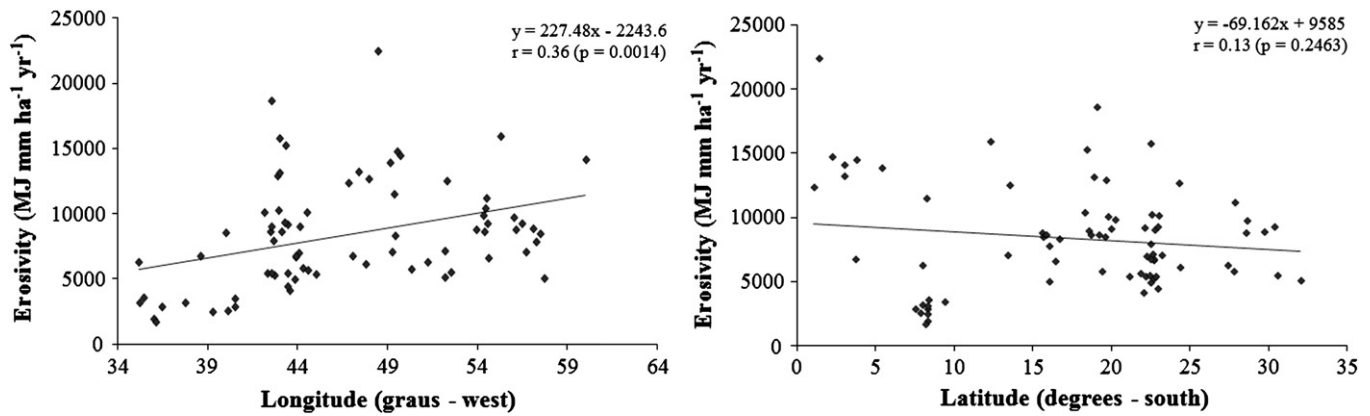 y = 227.48x - 2243.6
r = 0.36 (p = 0.0014)
Erosivity (MJ mm ha⁻¹ yr⁻¹)
25000
20000
15000
10000
5000
0
34 39 44 49 54 59 64
Longitude (graus - west)
y = -69.162x + 9585
r = 0.13 (p = 0.2463)
Erosivity (MJ mm ha⁻¹ yr⁻¹)
25000
20000
15000
10000
5000
0
0 5 10 15 20 25 30 35
Latitude (degrees - south)